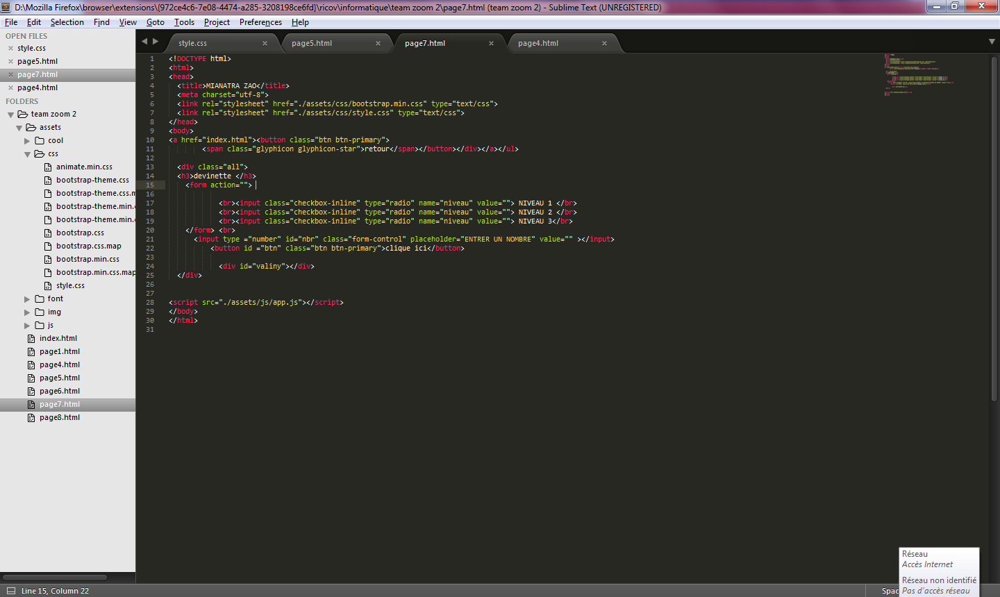 D:\Mozilla Firefox\browser\extensions\{972ce4c6-7e08-4474-a285-3208198ce6fd}\ricov\informatique\team zoom 2\page7.html (team zoom 2) - Sublime Text (UNREGISTERED)
File Edit Selection Find View Goto Tools Project Preferences Help
OPEN FILES
style.css
page5.html
page7.html
page4.html
FOLDERS
team zoom 2
assets
cool
css
animate.min.css
bootstrap-theme.css
bootstrap-theme.css.m
bootstrap-theme.min.c
bootstrap-theme.min.c
bootstrap.css
bootstrap.css.map
bootstrap.min.css
bootstrap.min.css.map
style.css
font
img
js
index.html
page1.html
page4.html
page5.html
page6.html
page7.html
page8.html
style.css page5.html page7.html page4.html
1 <!DOCTYPE html>
2 <html>
3 <head>
4 <title>MIANATRA ZAO</title>
5 <meta charset="utf-8">
6 <link rel="stylesheet" href="./assets/css/bootstrap.min.css" type="text/css">
7 <link rel="stylesheet" href="./assets/css/style.css" type="text/css">
8 </head>
9 <body>
10 <a href="index.html"><button class="btn btn-primary">
11 <span class="glyphicon glyphicon-star">retour</span></button></div></a></ul>
12
13 <div class="all">
14 <h3>devinette </h3>
15 <form action="">
16
17 <br><input class="checkbox-inline" type="radio" name="niveau" value=""> NIVEAU 1 </br>
18 <br><input class="checkbox-inline" type="radio" name="niveau" value=""> NIVEAU 2 </br>
19 <br><input class="checkbox-inline" type="radio" name="niveau" value=""> NIVEAU 3</br>
20 </form> <br>
21 <input type ="number" id="nbr" class="form-control" placeholder="ENTRER UN NOMBRE" value="" ></input>
22 <button id ="btn" class="btn btn-primary">clique ici</button>
23
24 <div id="valiny"></div>
25 </div>
26
27
28 <script src="./assets/js/app.js"></script>
29 </body>
30 </html>
31
Réseau
Accès Internet
Réseau non identifié
Pas d'accès réseau
Line 15, Column 22
Spac